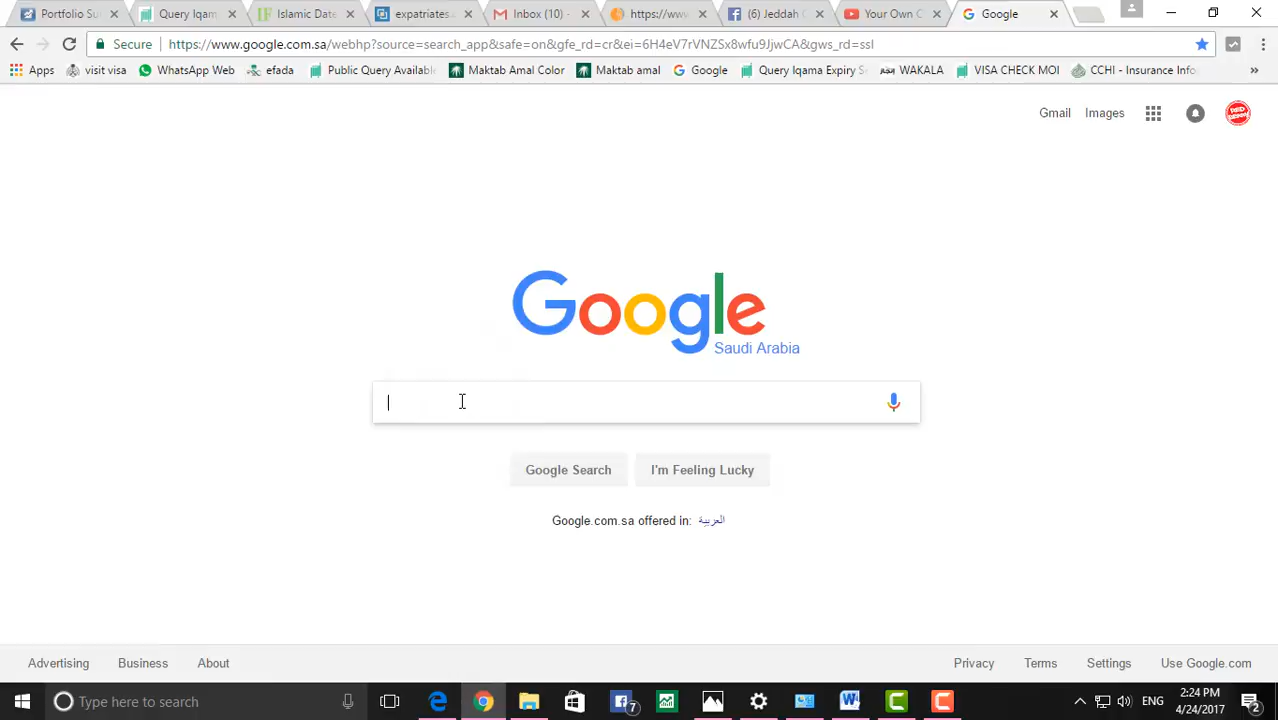 Portfolio Su Query Iqam Islamic Date expatriates Inbox (10) - https://www (6) Jeddah C Your Own C Google
Secure https://www.google.com.sa/webhp?source=search_app&safe=on&gfe_rd=cr&ei=6H4eV7rVNZSx8wfu9JjwCA&gws_rd=ssl
Apps visit visa WhatsApp Web efada Public Query Available Maktab Amal Color Maktab amal Google Query Iqama Expiry S WAKALA VISA CHECK MOI CCHI - Insurance Info »
Gmail Images
Google
Saudi Arabia
Google Search I'm Feeling Lucky
Google.com.sa offered in: العربية
Advertising Business About Privacy Terms Settings Use Google.com
Type here to search 7 ENG 2:24 PM
4/24/2017 2